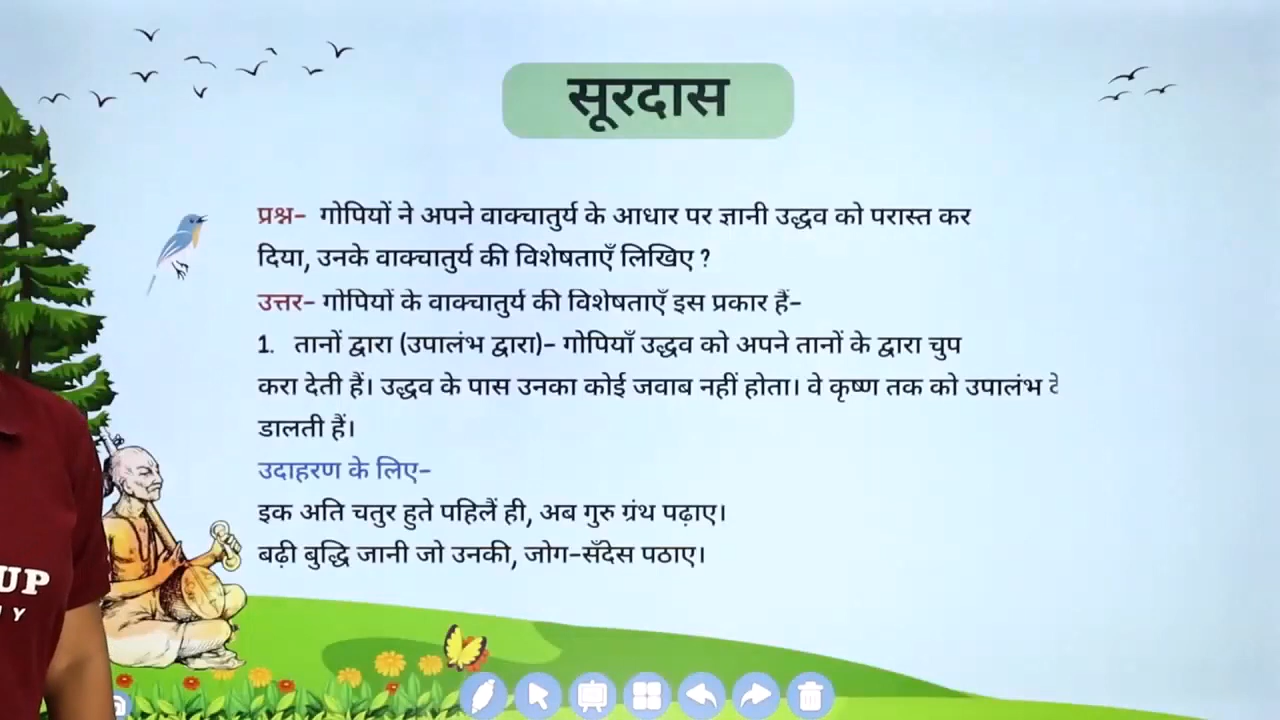 सूरदास
प्रश्न- गोपियों ने अपने वाक्चातुर्य के आधार पर ज्ञानी उद्धव को परास्त कर
दिया, उनके वाक्चातुर्य की विशेषताएँ लिखिए ?
उत्तर- गोपियों के वाक्चातुर्य की विशेषताएँ इस प्रकार हैं-
1. तानों द्वारा (उपालंभ द्वारा)- गोपियाँ उद्धव को अपने तानों के द्वारा चुप
करा देती हैं। उद्धव के पास उनका कोई जवाब नहीं होता। वे कृष्ण तक को उपालंभ
डालती हैं।
उदाहरण के लिए-
इक अति चतुर हुते पहिलैं ही, अब गुरु ग्रंथ पढ़ाए।
बढ़ी बुद्धि जानी जो उनकी, जोग-सँदेस पठाए।
UP